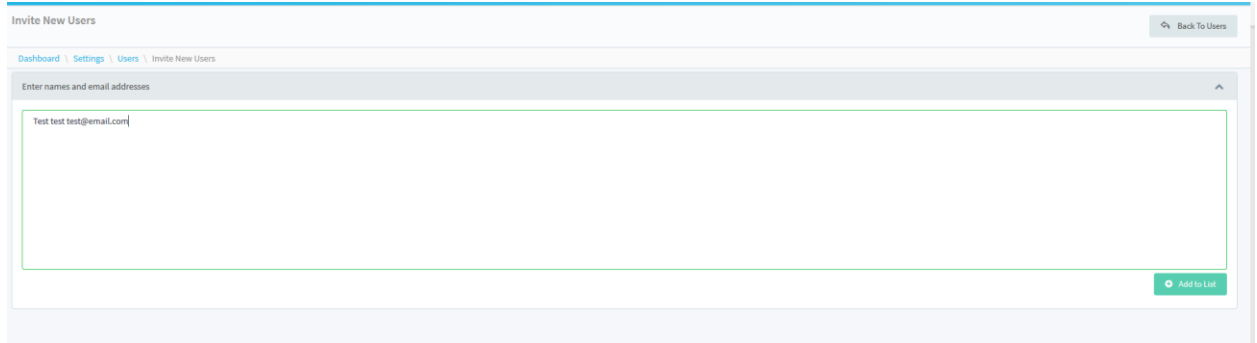 Invite New Users
Back To Users
Dashboard \ Settings \ Users \ Invite New Users
Enter names and email addresses
Test test test@email.com
Add to List